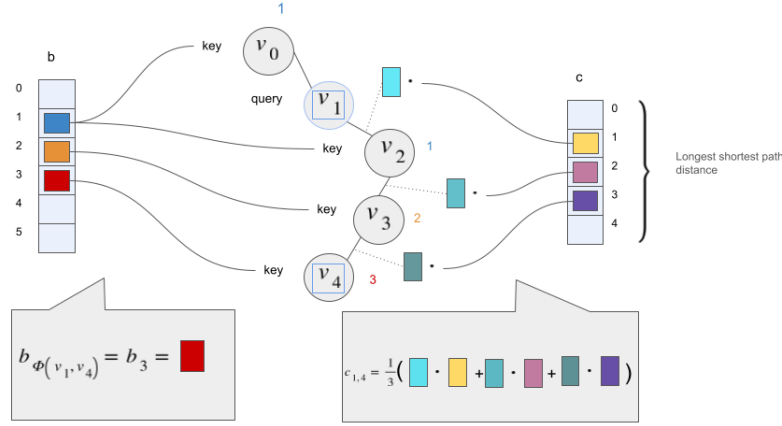 1
key
v0
b
c
query
v1
0
1
2
3
4
5
key
v2
1
0
1
2
3
4
Longest shortest path
distance
key
v3
2
key
v4
3
bΦ(v1, v4) = b3 =
c1,4 = 1/3 ( · + · + · )